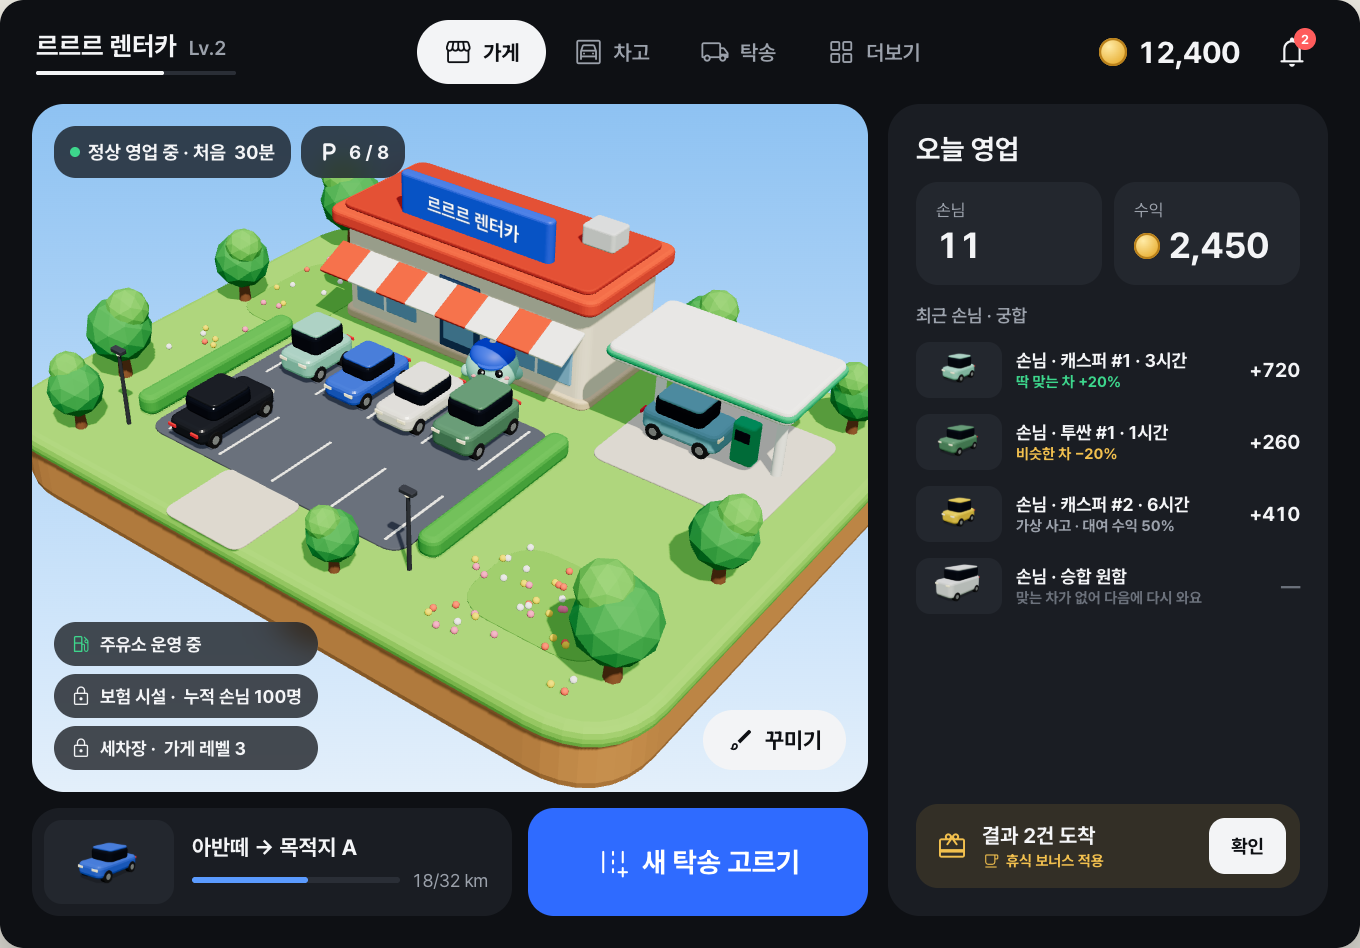 르르르 렌터카 Lv.2
가게
차고
탁송
더보기
12,400
2
정상 영업 중 · 처음 30분
P 6 / 8
르르르 렌터카
주유소 운영 중
보험 시설 · 누적 손님 100명
세차장 · 가게 레벨 3
꾸미기
아반떼 → 목적지 A
18/32 km
새 탁송 고르기
오늘 영업
손님
11
수익
2,450
최근 손님 · 궁합
손님 · 캐스퍼 #1 · 3시간
딱 맞는 차 +20%
+720
손님 · 투싼 #1 · 1시간
비슷한 차 −20%
+260
손님 · 캐스퍼 #2 · 6시간
가상 사고 · 대여 수익 50%
+410
손님 · 승합 원함
맞는 차가 없어 다음에 다시 와요
—
결과 2건 도착
휴식 보너스 적용
확인